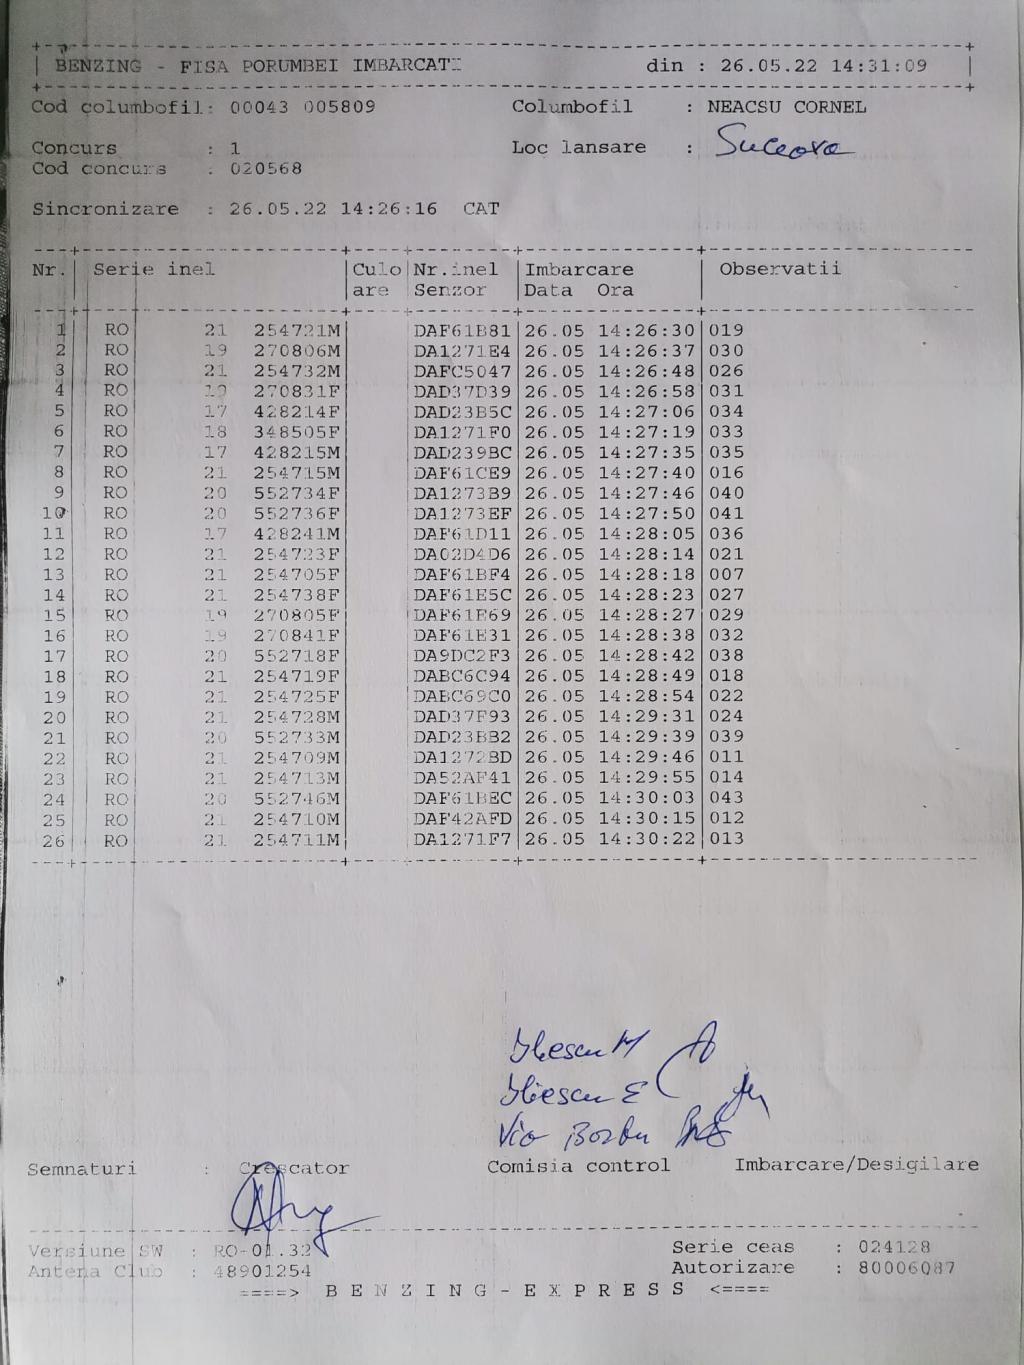 BENZING - FISA PORUMBEI IMBARCATI din : 26.05.22 14:31:09
Cod columbofil: 00043 005809 Columbofil : NEACSU CORNEL
Concurs : 1 Loc lansare : Suceava
Cod concurs : 020568
Sincronizare : 26.05.22 14:26:16 CAT
Nr. Serie inel Culo Nr.inel Imbarcare Observatii
are Senzor Data Ora
1 RO 21 254721M DAF61B81 26.05 14:26:30 019
2 RO 19 270806M DA1271E4 26.05 14:26:37 030
3 RO 21 254732M DAFC5047 26.05 14:26:48 026
4 RO 19 270831F DAD37D39 26.05 14:26:58 031
5 RO 17 428214F DAD23B5C 26.05 14:27:06 034
6 RO 18 348505F DA1271F0 26.05 14:27:19 033
7 RO 17 428215M DAD239BC 26.05 14:27:35 035
8 RO 21 254715M DAF61CE9 26.05 14:27:40 016
9 RO 20 552734F DA1273B9 26.05 14:27:46 040
10 RO 20 552736F DA1273EF 26.05 14:27:50 041
11 RO 17 428241M DAF61D11 26.05 14:28:05 036
12 RO 21 254723F DA02D4D6 26.05 14:28:14 021
13 RO 21 254705F DAF61BF4 26.05 14:28:18 007
14 RO 21 254738F DAF61E5C 26.05 14:28:23 027
15 RO 19 270805F DAF61E69 26.05 14:28:27 029
16 RO 19 270841F DAF61E31 26.05 14:28:38 032
17 RO 20 552718F DA9DC2F3 26.05 14:28:42 038
18 RO 21 254719F DABC6C94 26.05 14:28:49 018
19 RO 21 254725F DABC69C0 26.05 14:28:54 022
20 RO 21 254728M DAD37F93 26.05 14:29:31 024
21 RO 20 552733M DAD23BB2 26.05 14:29:39 039
22 RO 21 254709M DA1272BD 26.05 14:29:46 011
23 RO 21 254713M DA52AF41 26.05 14:29:55 014
24 RO 20 552746M DAF61BEC 26.05 14:30:03 043
25 RO 21 254710M DAF42AFD 26.05 14:30:15 012
26 RO 21 254711M DA1271F7 26.05 14:30:22 013
Iliescu M
Iliescu E
Semnaturi : Crescator Comisia control Imbarcare/Desigilare
Versiune SW : RO-01.32 Serie ceas : 024128
Antena Club : 48901254 Autorizare : 80006087
====> BENZING-EXPRESS <====